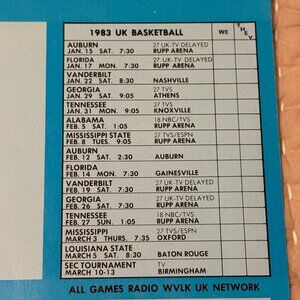 1983 UK BASKETBALL WE THEY
AUBURN 27 UK-TV DELAYED
JAN. 15 SAT. 7:30 RUPP ARENA
FLORIDA 27 UK-TV DELAYED
JAN. 17 MON. 7:30 RUPP ARENA
VANDERBILT
JAN. 22 SAT. 8:30 NASHVILLE
GEORGIA 27 TVS
JAN. 29 SAT. 9:05 ATHENS
TENNESSEE 27 TVS
JAN. 31 MON. 9:05 KNOXVILLE
ALABAMA 18 NBC/TVS
FEB. 5 SAT. 1:05 RUPP ARENA
MISSISSIPPI STATE 27 TVS/ESPN
FEB. 8 TUES. 9:05 RUPP ARENA
AUBURN
FEB. 12 SAT. 2:30 AUBURN
FLORIDA
FEB. 14 MON. 7:30 GAINESVILLE
VANDERBILT 27 UK-TV DELAYED
FEB. 19 SAT. 7:30 RUPP ARENA
GEORGIA 27 UK-TV DELAYED
FEB. 26 SAT. 7:30 RUPP ARENA
TENNESSEE 18 NBC/TVS
FEB. 27 SUN. 1:05 RUPP ARENA
MISSISSIPPI 27 TVS/ESPN
MARCH 3 THURS. 7:35 OXFORD
LOUISIANA STATE
MARCH 5 SAT. 8:30 BATON ROUGE
SEC TOURNAMENT TV
MARCH 10-13 BIRMINGHAM
ALL GAMES RADIO WVLK UK NETWORK